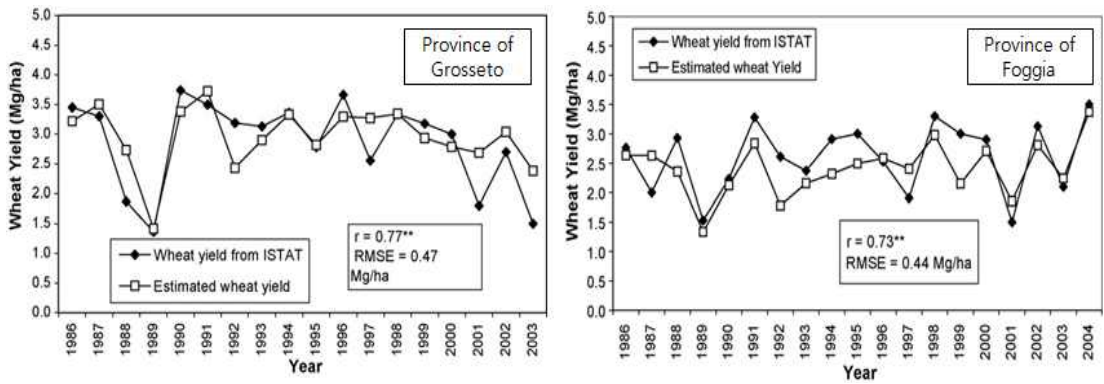 Province of
Grosseto
Wheat Yield (Mg/ha)
5.0
4.5
4.0
3.5
3.0
2.5
2.0
1.5
1.0
0.5
0.0
Wheat yield from ISTAT
Estimated wheat yield
r = 0.77**
RMSE = 0.47
Mg/ha
1986 1987 1988 1989 1990 1991 1992 1993 1994 1995 1996 1997 1998 1999 2000 2001 2002 2003
Year
Wheat yield from ISTAT
Estimated wheat Yield
Province of
Foggia
Wheat Yield (Mg/ha)
5.0
4.5
4.0
3.5
3.0
2.5
2.0
1.5
1.0
0.5
0.0
r = 0.73**
RMSE = 0.44 Mg/ha
1986 1987 1988 1989 1990 1991 1992 1993 1994 1995 1996 1997 1998 1999 2000 2001 2002 2003 2004
Year